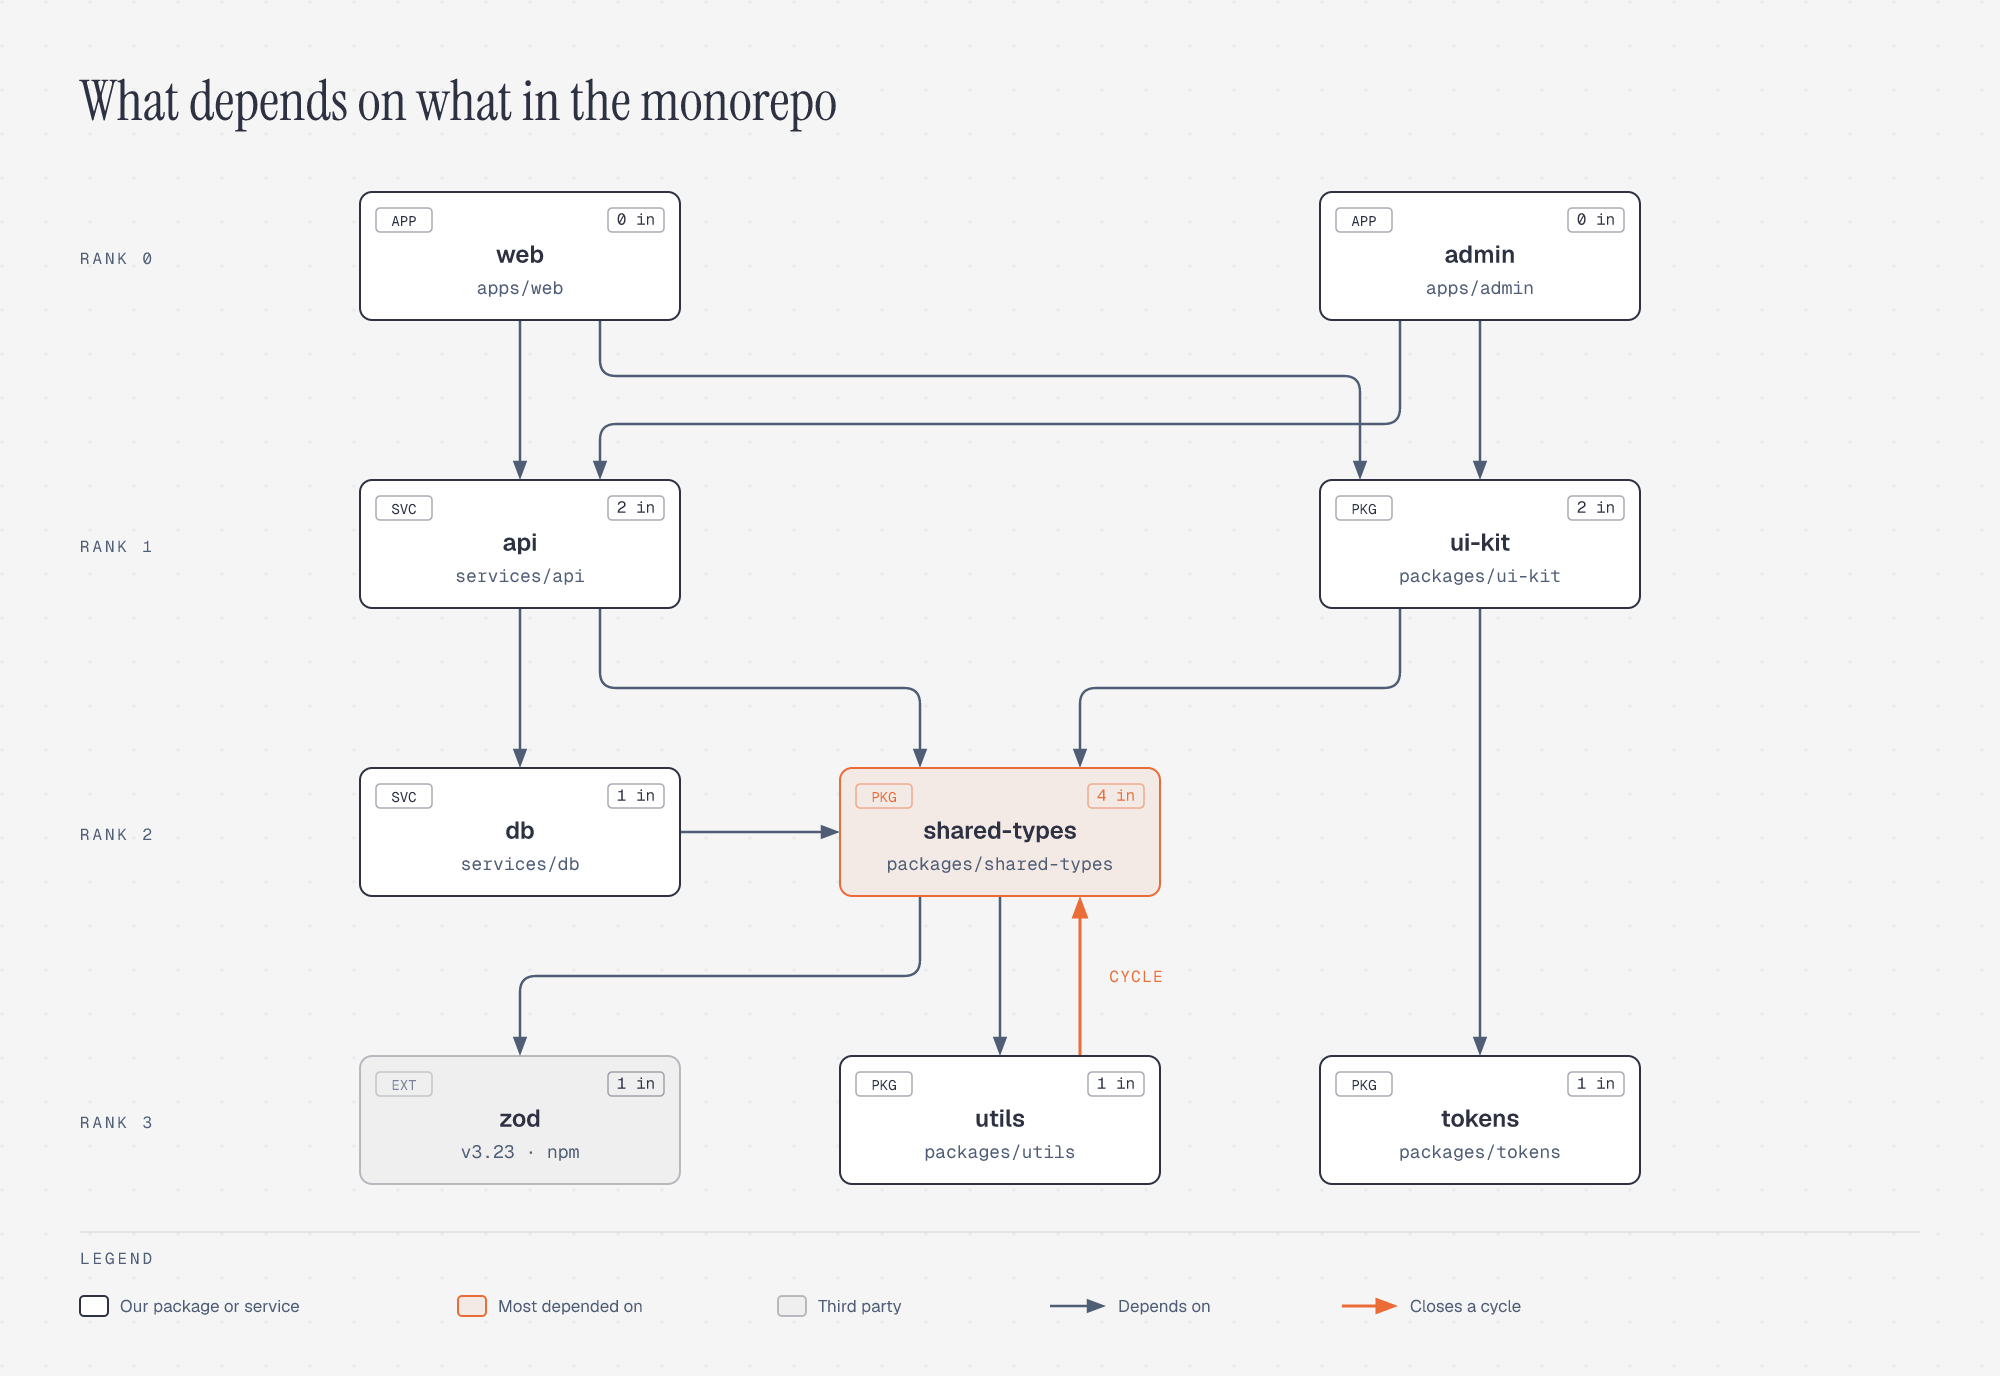 What depends on what in the monorepo
RANK 0
APP
0 in
web
apps/web
APP
0 in
admin
apps/admin
RANK 1
SVC
2 in
api
services/api
PKG
2 in
ui-kit
packages/ui-kit
RANK 2
SVC
1 in
db
services/db
PKG
4 in
shared-types
packages/shared-types
CYCLE
RANK 3
EXT
1 in
zod
v3.23 · npm
PKG
1 in
utils
packages/utils
PKG
1 in
tokens
packages/tokens
LEGEND
Our package or service
Most depended on
Third party
Depends on
Closes a cycle